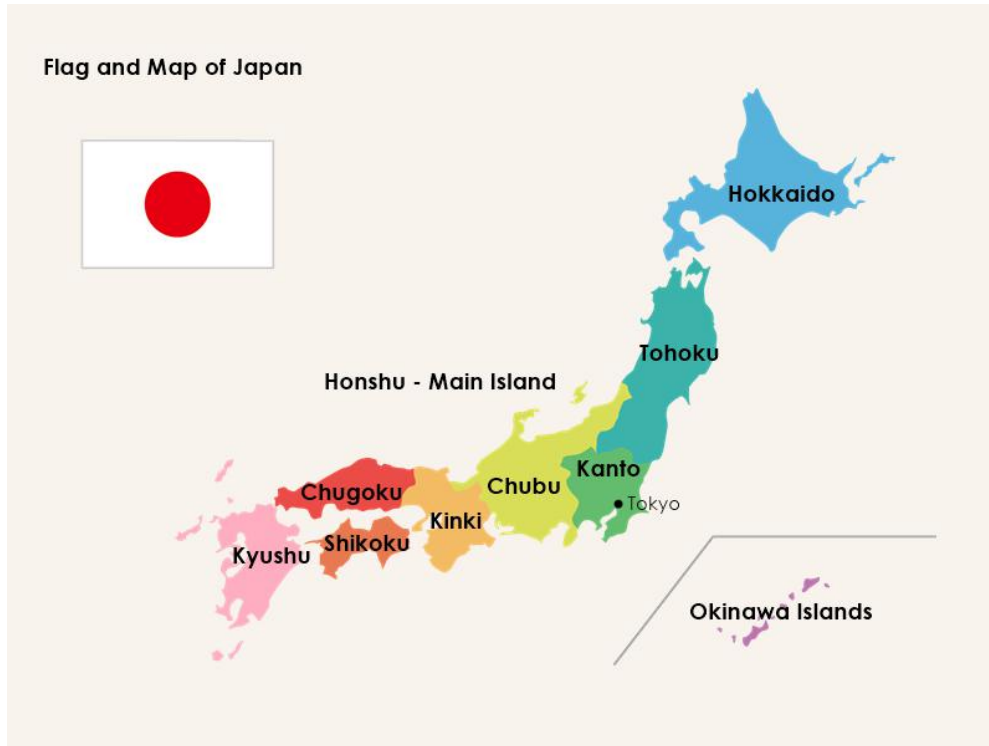 Flag and Map of Japan
Hokkaido
Tohoku
Honshu - Main Island
Kanto
Chubu
Chugoku
Tokyo
Kinki
Shikoku
Kyushu
Okinawa Islands